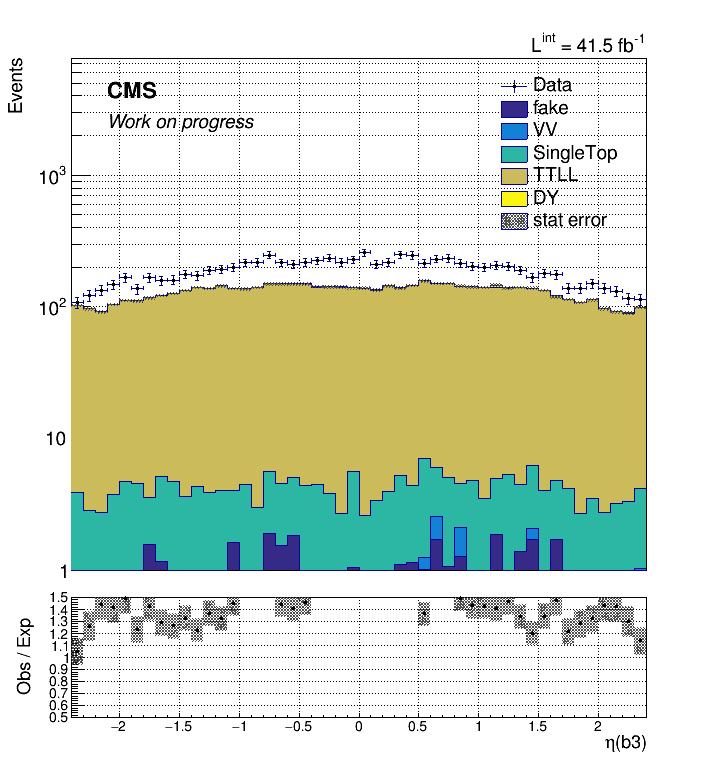 L^int = 41.5 fb^-1
Events
CMS
Work on progress
Data
fake
VV
SingleTop
TTLL
DY
stat error
10^3
10^2
10
1
Obs / Exp
1.5
1.4
1.3
1.2
1.1
1
0.9
0.8
0.7
0.6
0.5
−2 −1.5 −1 −0.5 0 0.5 1 1.5 2
η(b3)